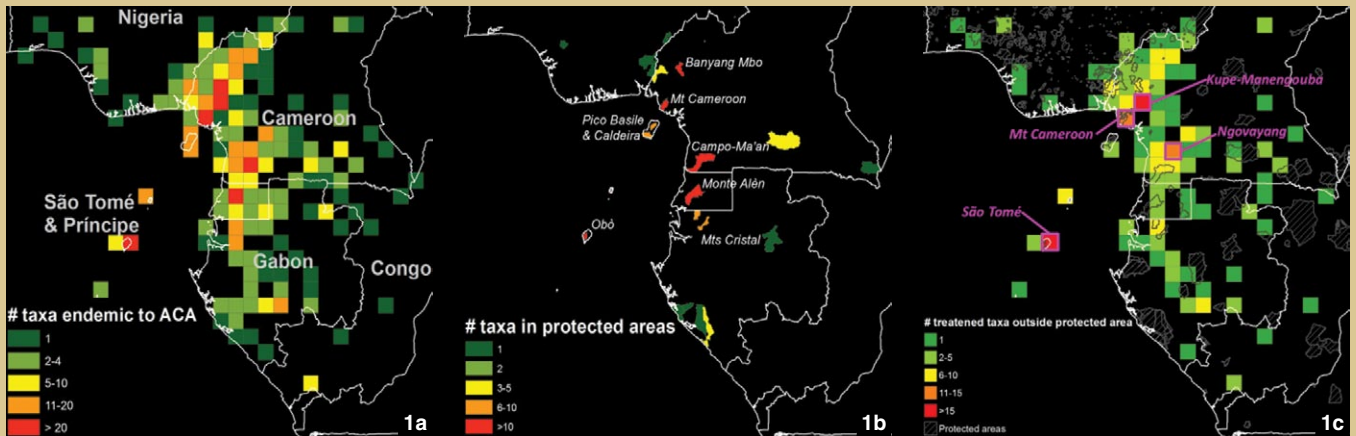 Nigeria
Cameroon
São Tomé
& Príncipe
Gabon
Congo
# taxa endemic to ACA
1
2-4
5-10
11-20
> 20
1a
Banyang Mbo
Mt Cameroon
Pico Basile
& Caldeira
Campo-Ma'an
Monte Alén
Obô
Mts Cristal
# taxa in protected areas
1
2
3-5
6-10
>10
1b
Kupe-Manengouba
Mt Cameroon
Ngovayang
São Tomé
# treatened taxa outside protected area
1
2-5
6-10
11-15
>15
Protected areas
1c